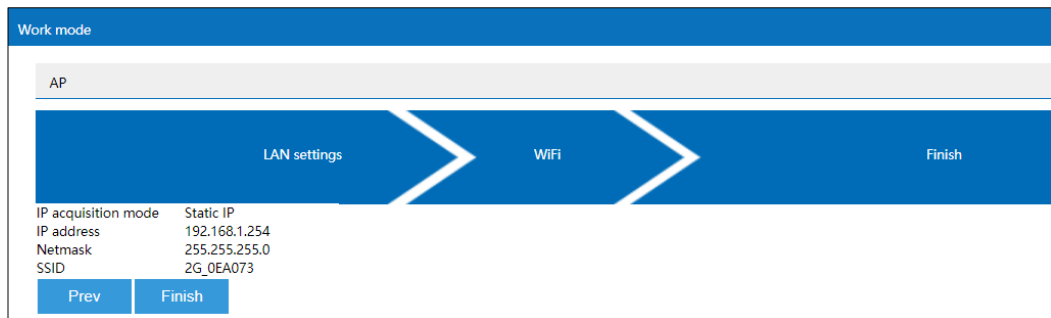 Work mode
AP
LAN settings WiFi Finish
IP acquisition mode Static IP
IP address 192.168.1.254
Netmask 255.255.255.0
SSID 2G_0EA073
Prev Finish